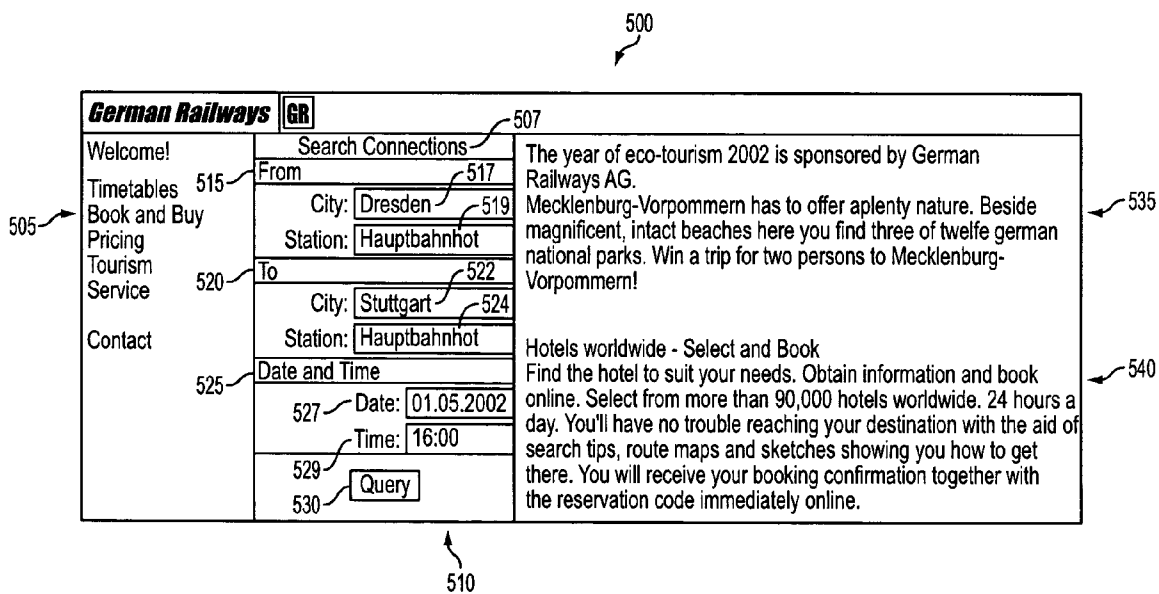 500
German Railways GR
507
Welcome!
Timetables
Book and Buy
Pricing
Tourism
Service
Contact
505
Search Connections
515 From 517
City: Dresden 519
Station: Hauptbahnhot
520 To 522
City: Stuttgart 524
Station: Hauptbahnhot
525 Date and Time
527 Date: 01.05.2002
529 Time: 16:00
530 Query
510
The year of eco-tourism 2002 is sponsored by German
Railways AG.
Mecklenburg-Vorpommern has to offer aplenty nature. Beside
magnificent, intact beaches here you find three of twelfe german
national parks. Win a trip for two persons to Mecklenburg-
Vorpommern!
535
Hotels worldwide - Select and Book
Find the hotel to suit your needs. Obtain information and book
online. Select from more than 90,000 hotels worldwide. 24 hours a
day. You'll have no trouble reaching your destination with the aid of
search tips, route maps and sketches showing you how to get
there. You will receive your booking confirmation together with
the reservation code immediately online.
540